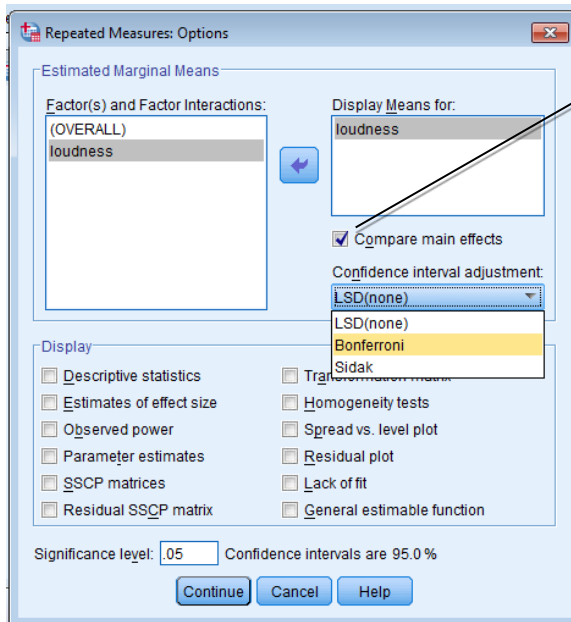 Repeated Measures: Options
Estimated Marginal Means
Factor(s) and Factor Interactions:
(OVERALL)
loudness
Display Means for:
loudness
Compare main effects
Confidence interval adjustment:
LSD(none)
LSD(none)
Bonferroni
Sidak
Display
Descriptive statistics
Estimates of effect size
Observed power
Parameter estimates
SSCP matrices
Residual SSCP matrix
Homogeneity tests
Spread vs. level plot
Residual plot
Lack of fit
General estimable function
Significance level: .05 Confidence intervals are 95.0 %
Continue Cancel Help